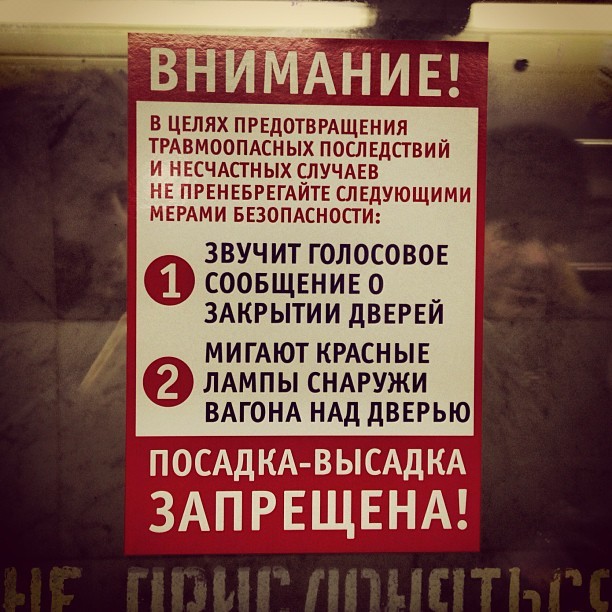 ВНИМАНИЕ!
В ЦЕЛЯХ ПРЕДОТВРАЩЕНИЯ
ТРАВМООПАСНЫХ ПОСЛЕДСТВИЙ
И НЕСЧАСТНЫХ СЛУЧАЕВ
НЕ ПРЕНЕБРЕГАЙТЕ СЛЕДУЮЩИМИ
МЕРАМИ БЕЗОПАСНОСТИ:
1 ЗВУЧИТ ГОЛОСОВОЕ
СООБЩЕНИЕ О
ЗАКРЫТИИ ДВЕРЕЙ
2 МИГАЮТ КРАСНЫЕ
ЛАМПЫ СНАРУЖИ
ВАГОНА НАД ДВЕРЬЮ
ПОСАДКА-ВЫСАДКА
ЗАПРЕЩЕНА!
НЕ ПРИСЛОНЯТЬСЯ